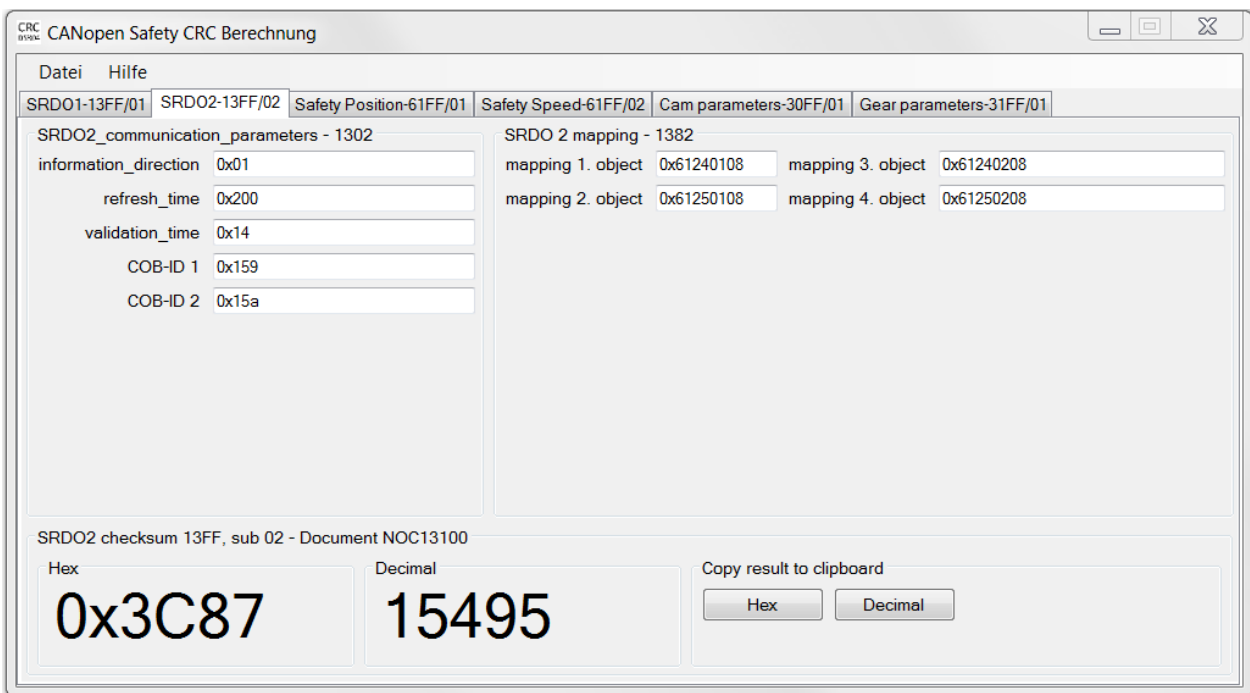 CRC CANopen Safety CRC Berechnung
Datei Hilfe
SRDO1-13FF/01 SRDO2-13FF/02 Safety Position-61FF/01 Safety Speed-61FF/02 Cam parameters-30FF/01 Gear parameters-31FF/01
SRDO2_communication_parameters - 1302
information_direction 0x01
refresh_time 0x200
validation_time 0x14
COB-ID 1 0x159
COB-ID 2 0x15a
SRDO 2 mapping - 1382
mapping 1. object 0x61240108 mapping 3. object 0x61240208
mapping 2. object 0x61250108 mapping 4. object 0x61250208
SRDO2 checksum 13FF, sub 02 - Document NOC13100
Hex
0x3C87
Decimal
15495
Copy result to clipboard
Hex Decimal